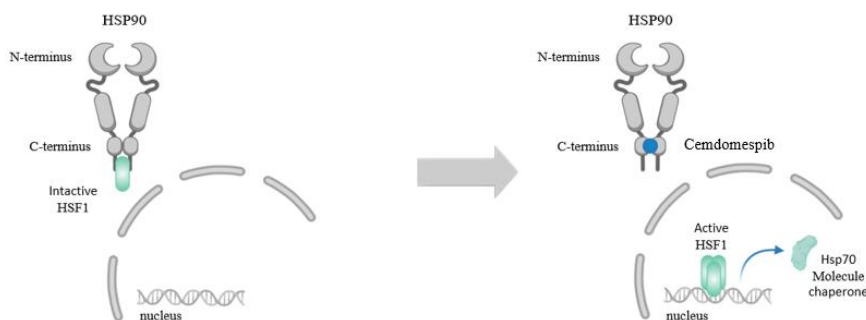 HSP90
N-terminus
C-terminus
Intactive
HSF1
nucleus
HSP90
N-terminus
C-terminus
Cemdomespib
Active
HSF1
Hsp70
Molecule
chaperone
nucleus